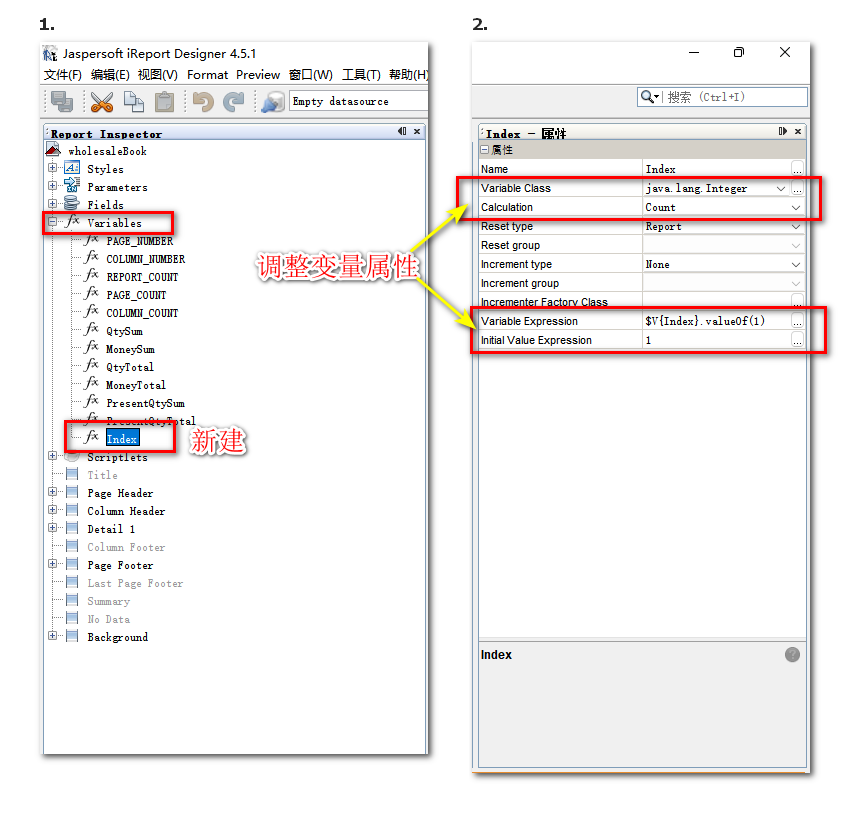 1.
Jaspersoft iReport Designer 4.5.1
文件(F) 编辑(E) 视图(V) Format Preview 窗口(W) 工具(T) 帮助(H)
Empty datasource
Report Inspector
wholesaleBook
Styles
Parameters
Fields
Variables
PAGE_NUMBER
COLUMN_NUMBER
REPORT_COUNT
PAGE_COUNT
COLUMN_COUNT
QtySum
MoneySum
QtyTotal
MoneyTotal
PresentQtySum
PresentQtyTotal
Index
新建
Scriptlets
Title
Page Header
Column Header
Detail 1
Column Footer
Page Footer
Last Page Footer
Summary
No Data
Background
调整变量属性
2.
搜索 (Ctrl+I)
Index - 属性
属性
Name Index
Variable Class java.lang.Integer
Calculation Count
Reset type Report
Reset group
Increment type None
Increment group
Incrementer Factory Class
Variable Expression $V{Index}.valueOf(1)
Initial Value Expression 1
Index